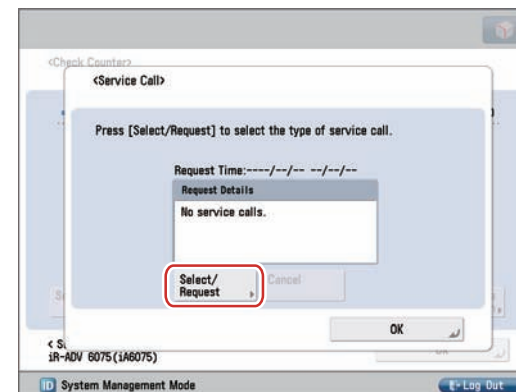 <Check Counter>
<Service Call>
Press [Select/Request] to select the type of service call.
Request Time:----/--/-- --/--/--
Request Details
No service calls.
Select/
Request
Cancel
OK
iR-ADV 6075(iA6075)
ID System Management Mode
Log Out